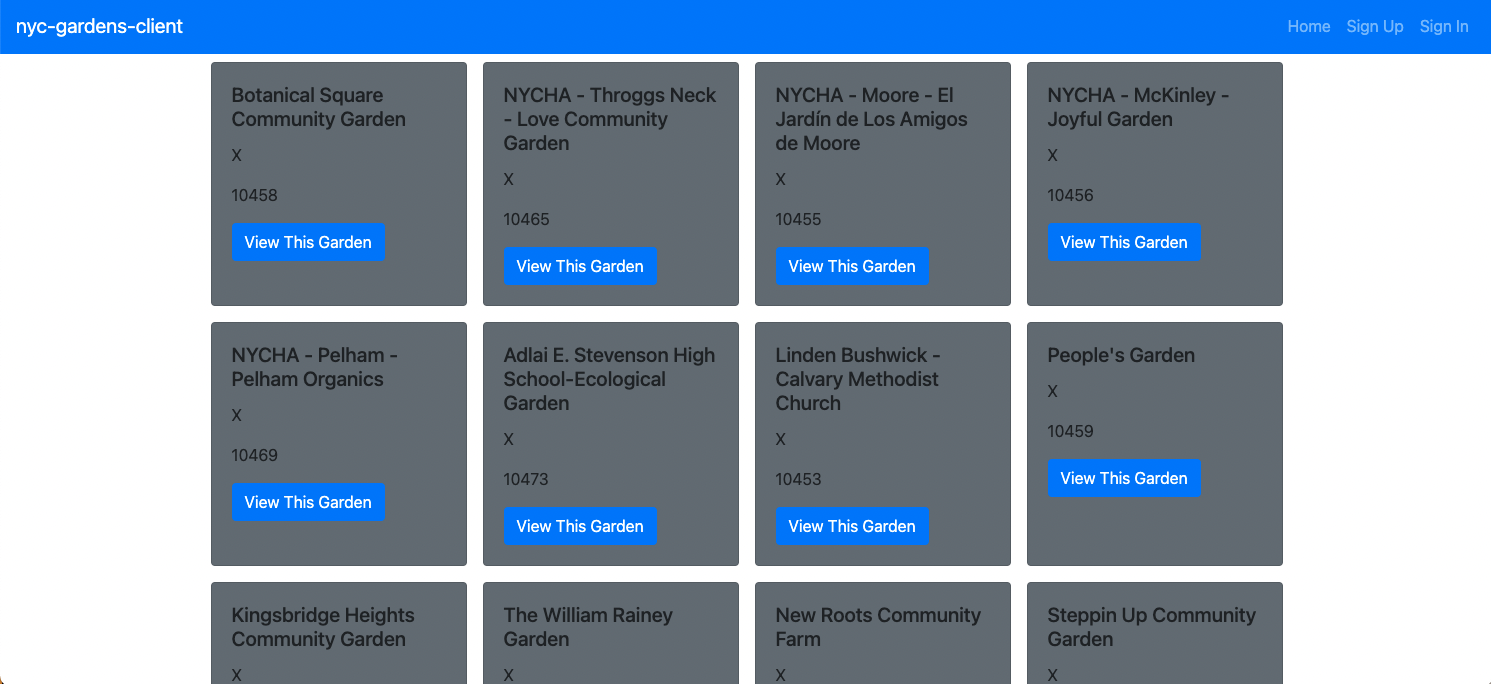 nyc-gardens-client
Home Sign Up Sign In
Botanical Square
Community Garden
X
10458
View This Garden
NYCHA - Throggs Neck
- Love Community
Garden
X
10465
View This Garden
NYCHA - Moore - El
Jardín de Los Amigos
de Moore
X
10455
View This Garden
NYCHA - McKinley -
Joyful Garden
X
10456
View This Garden
NYCHA - Pelham -
Pelham Organics
X
10469
View This Garden
Adlai E. Stevenson High
School-Ecological
Garden
X
10473
View This Garden
Linden Bushwick -
Calvary Methodist
Church
X
10453
View This Garden
People's Garden
X
10459
View This Garden
Kingsbridge Heights
Community Garden
X
The William Rainey
Garden
X
New Roots Community
Farm
X
Steppin Up Community
Garden
X